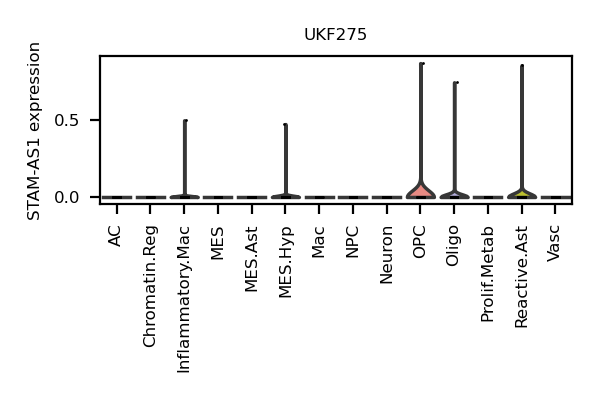 UKF275
STAM-AS1 expression
0.5
0.0
AC
Chromatin.Reg
Inflammatory.Mac
MES
MES.Ast
MES.Hyp
Mac
NPC
Neuron
OPC
Oligo
Prolif.Metab
Reactive.Ast
Vasc